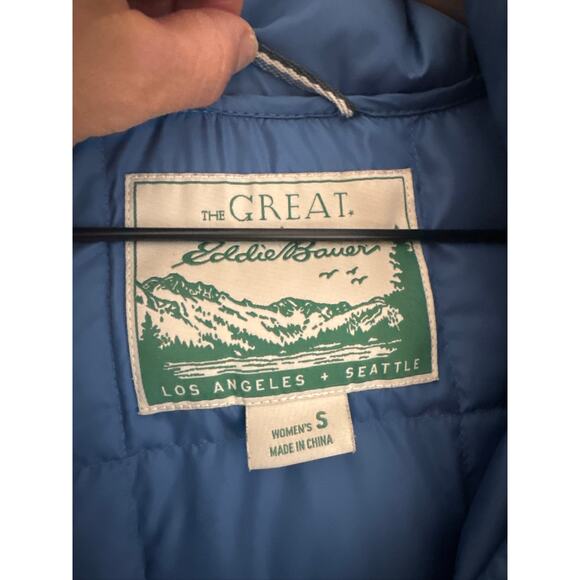 THE GREAT.
+
Eddie Bauer
LOS ANGELES + SEATTLE
WOMEN'S S
MADE IN CHINA